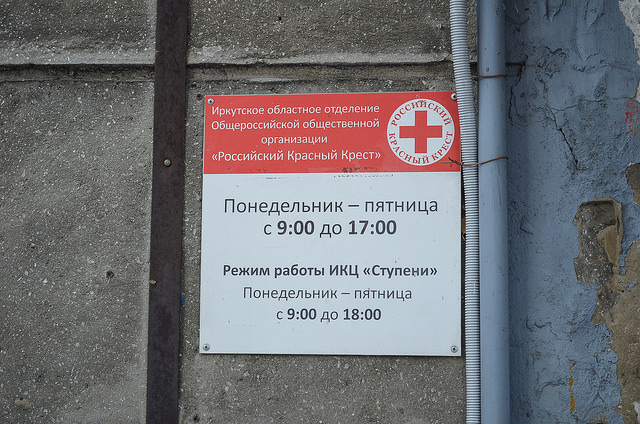 Иркутское областное отделение
Общероссийской общественной
организации
«Российский Красный Крест»
РОССИЙСКИЙ
КРАСНЫЙ КРЕСТ
Понедельник – пятница
с 9:00 до 17:00
Режим работы ИКЦ «Ступени»
Понедельник – пятница
с 9:00 до 18:00